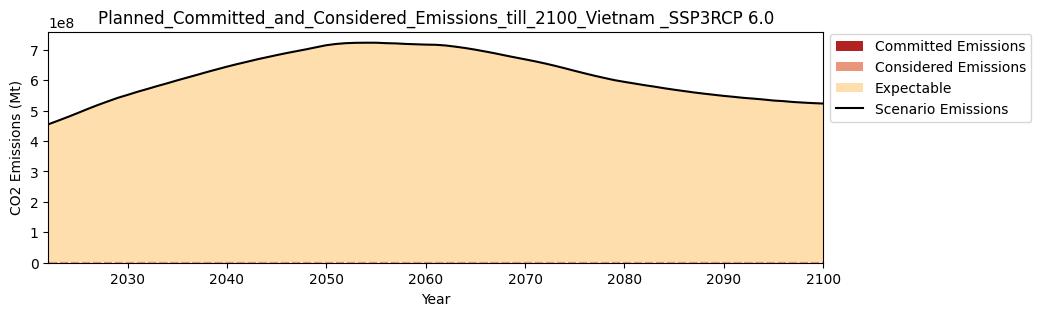 Planned_Committed_and_Considered_Emissions_till_2100_Vietnam _SSP3RCP 6.0
1e8
7
6
5
4
3
2
1
0
CO2 Emissions (Mt)
2030 2040 2050 2060 2070 2080 2090 2100
Year
Committed Emissions
Considered Emissions
Expectable
Scenario Emissions